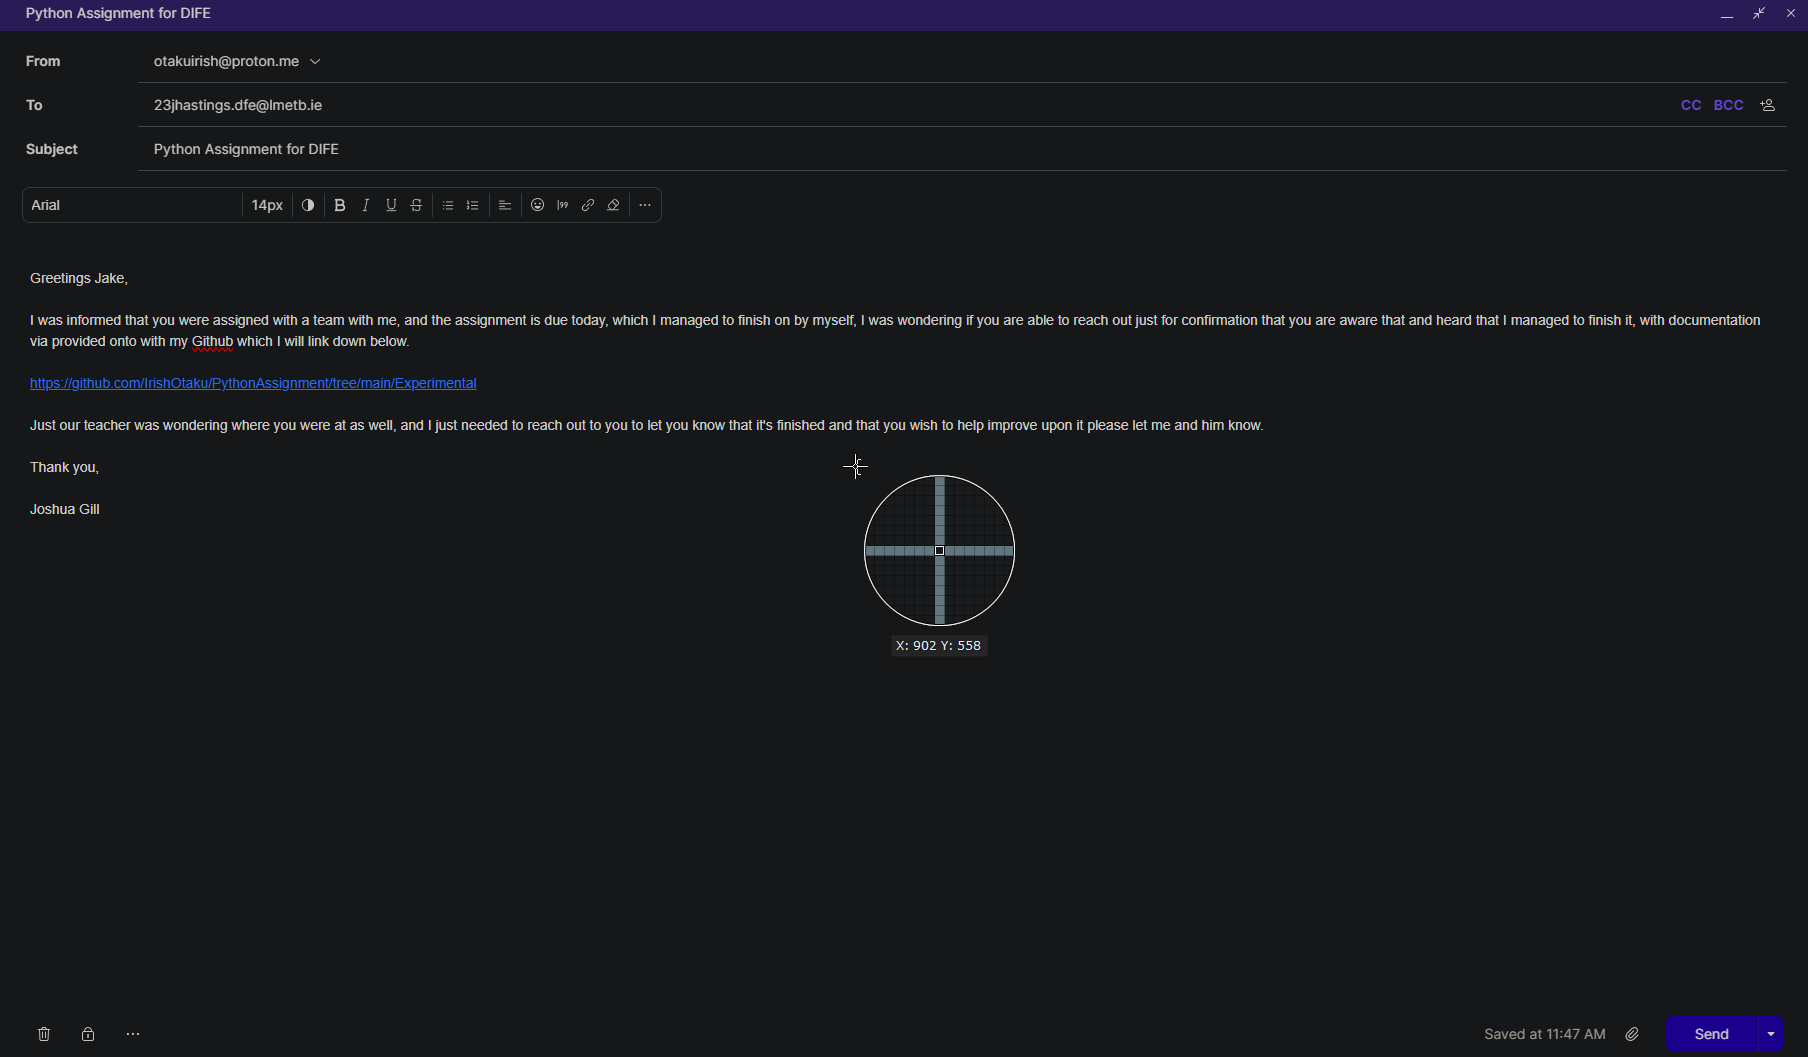 Python Assignment for DIFE
From otakuirish@proton.me
To 23jhastings.dfe@lmetb.ie CC BCC
Subject Python Assignment for DIFE
Arial 14px B I U S
Greetings Jake,
I was informed that you were assigned with a team with me, and the assignment is due today, which I managed to finish on by myself, I was wondering if you are able to reach out just for confirmation that you are aware that and heard that I managed to finish it, with documentation
via provided onto with my Github which I will link down below.
https://github.com/IrishOtaku/PythonAssignment/tree/main/Experimental
Just our teacher was wondering where you were at as well, and I just needed to reach out to you to let you know that it's finished and that you wish to help improve upon it please let me and him know.
Thank you,
Joshua Gill
X: 902 Y: 558
Saved at 11:47 AM Send